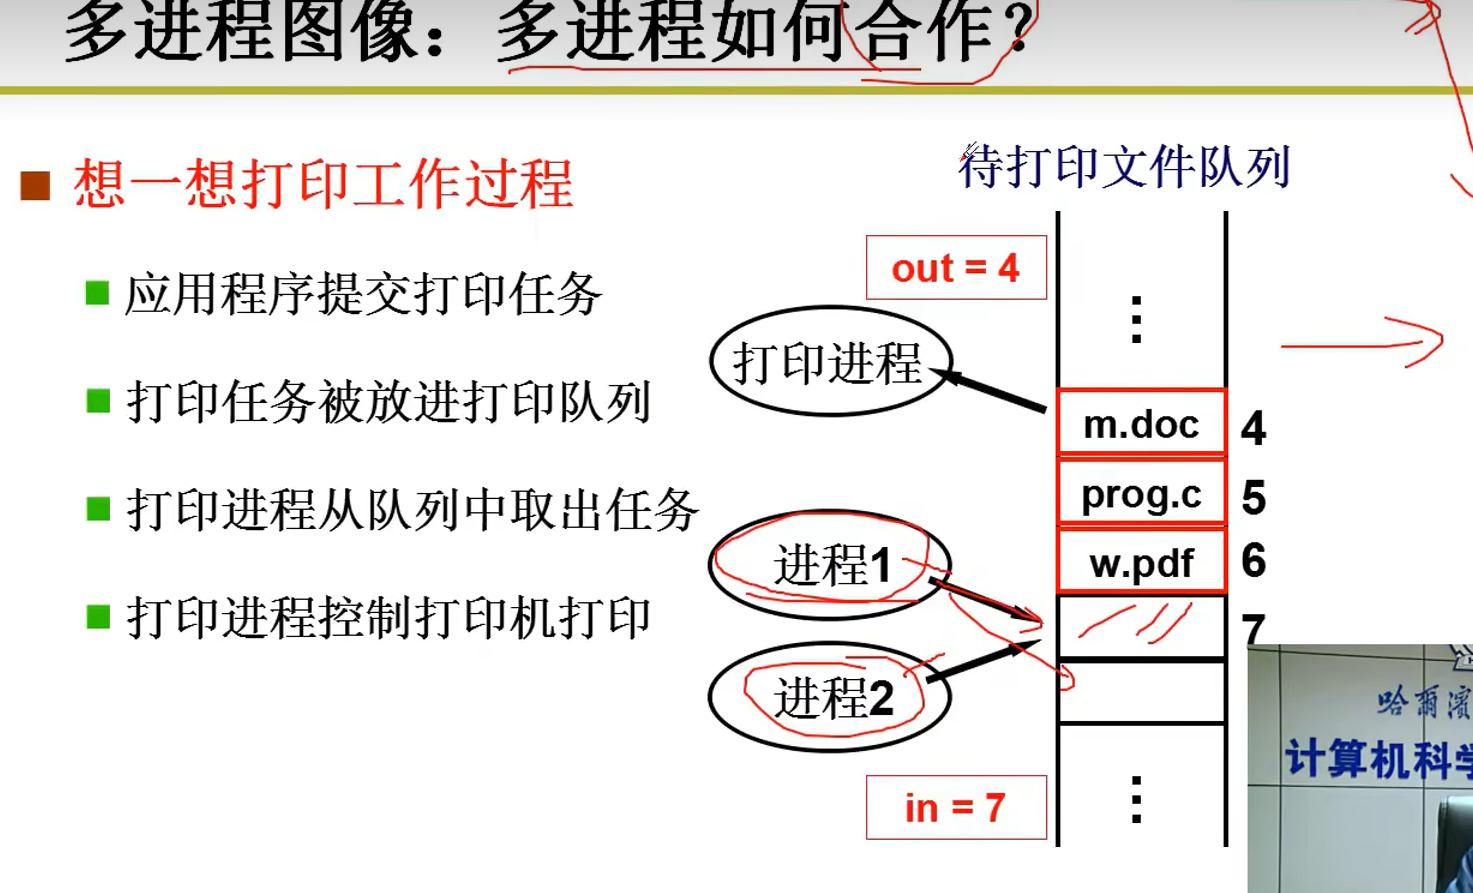 多进程图像：多进程如何合作？
想一想打印工作过程
应用程序提交打印任务
打印任务被放进打印队列
打印进程从队列中取出任务
打印进程控制打印机打印
待打印文件队列
out = 4
打印进程
m.doc 4
prog.c 5
进程1
w.pdf 6
7
进程2
in = 7
哈爾濱
计算机科学